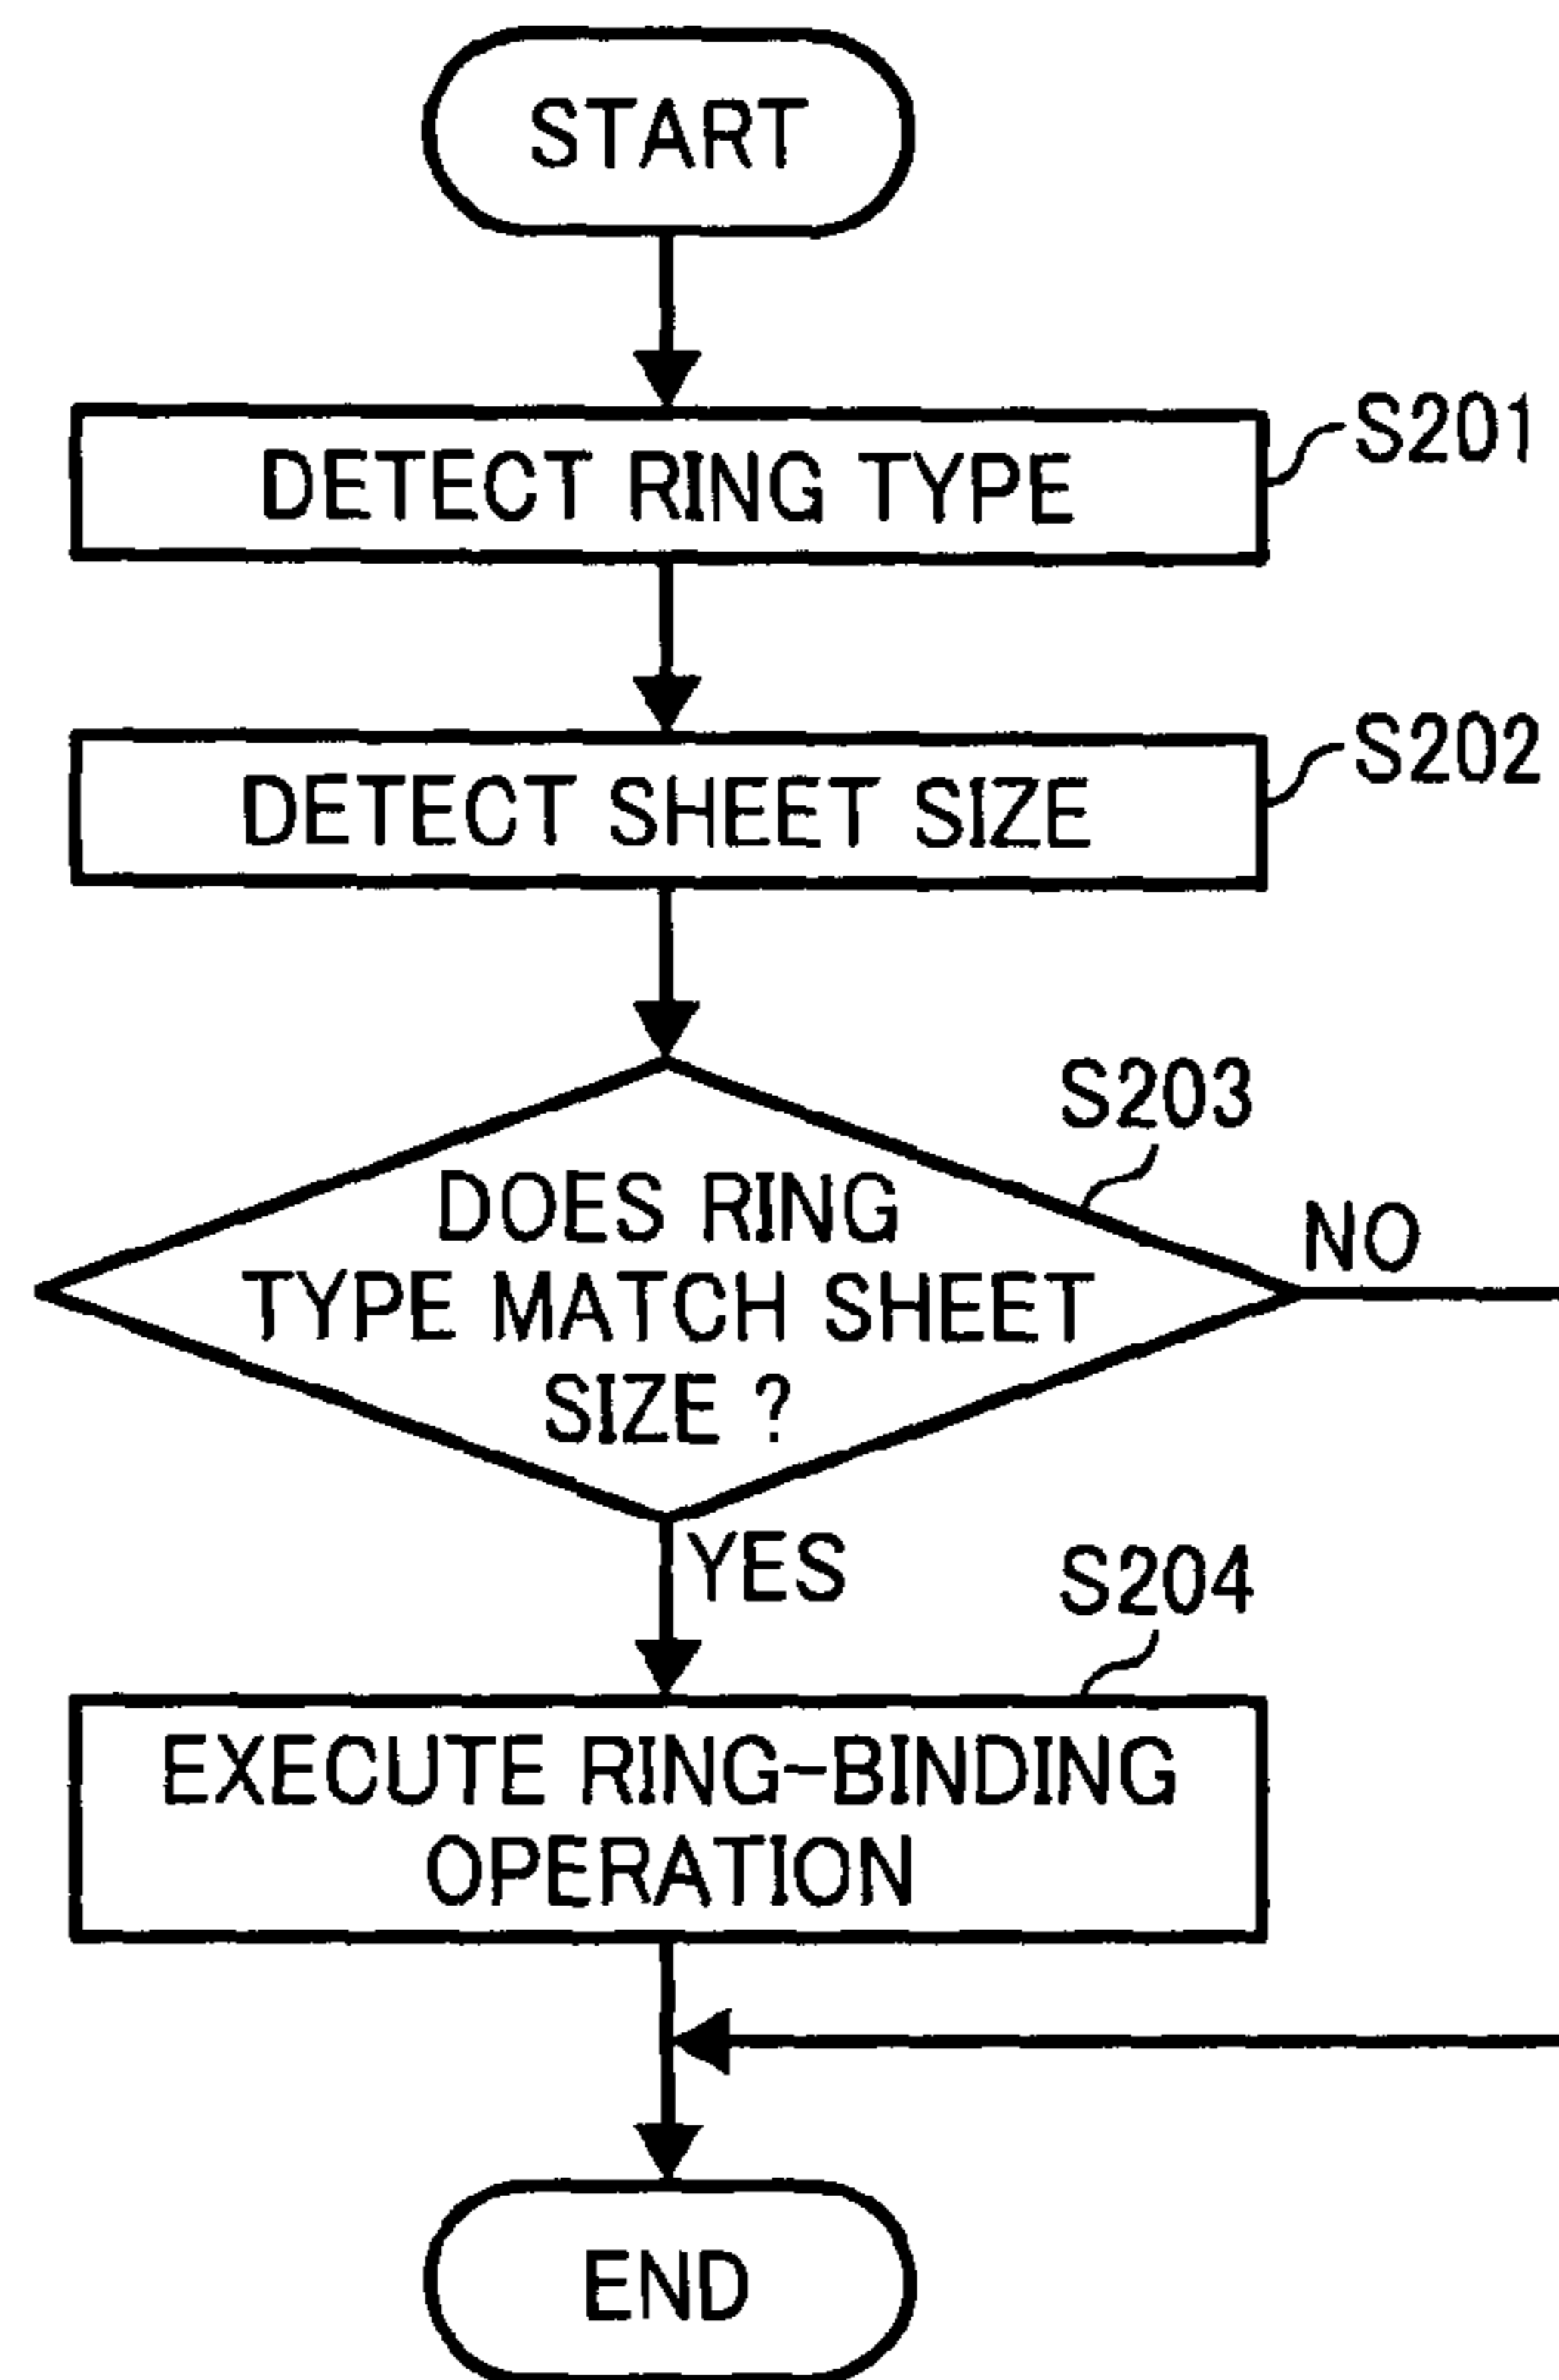 START
DETECT RING TYPE
S201
DETECT SHEET SIZE
S202
S203
DOES RING
TYPE MATCH SHEET
SIZE ?
NO
YES
S204
EXECUTE RING-BINDING
OPERATION
END